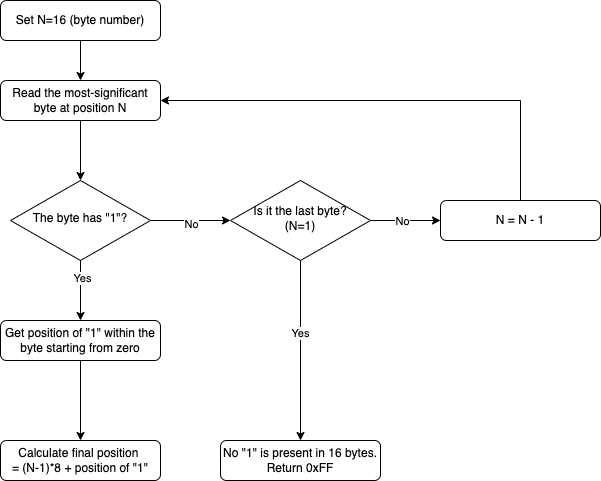 Set N=16 (byte number)
Read the most-significant
byte at position N
The byte has "1"?
No
Is it the last byte?
(N=1)
No
N = N - 1
Yes
Get position of "1" within the
byte starting from zero
Yes
Calculate final position
= (N-1)*8 + position of "1"
No "1" is present in 16 bytes.
Return 0xFF